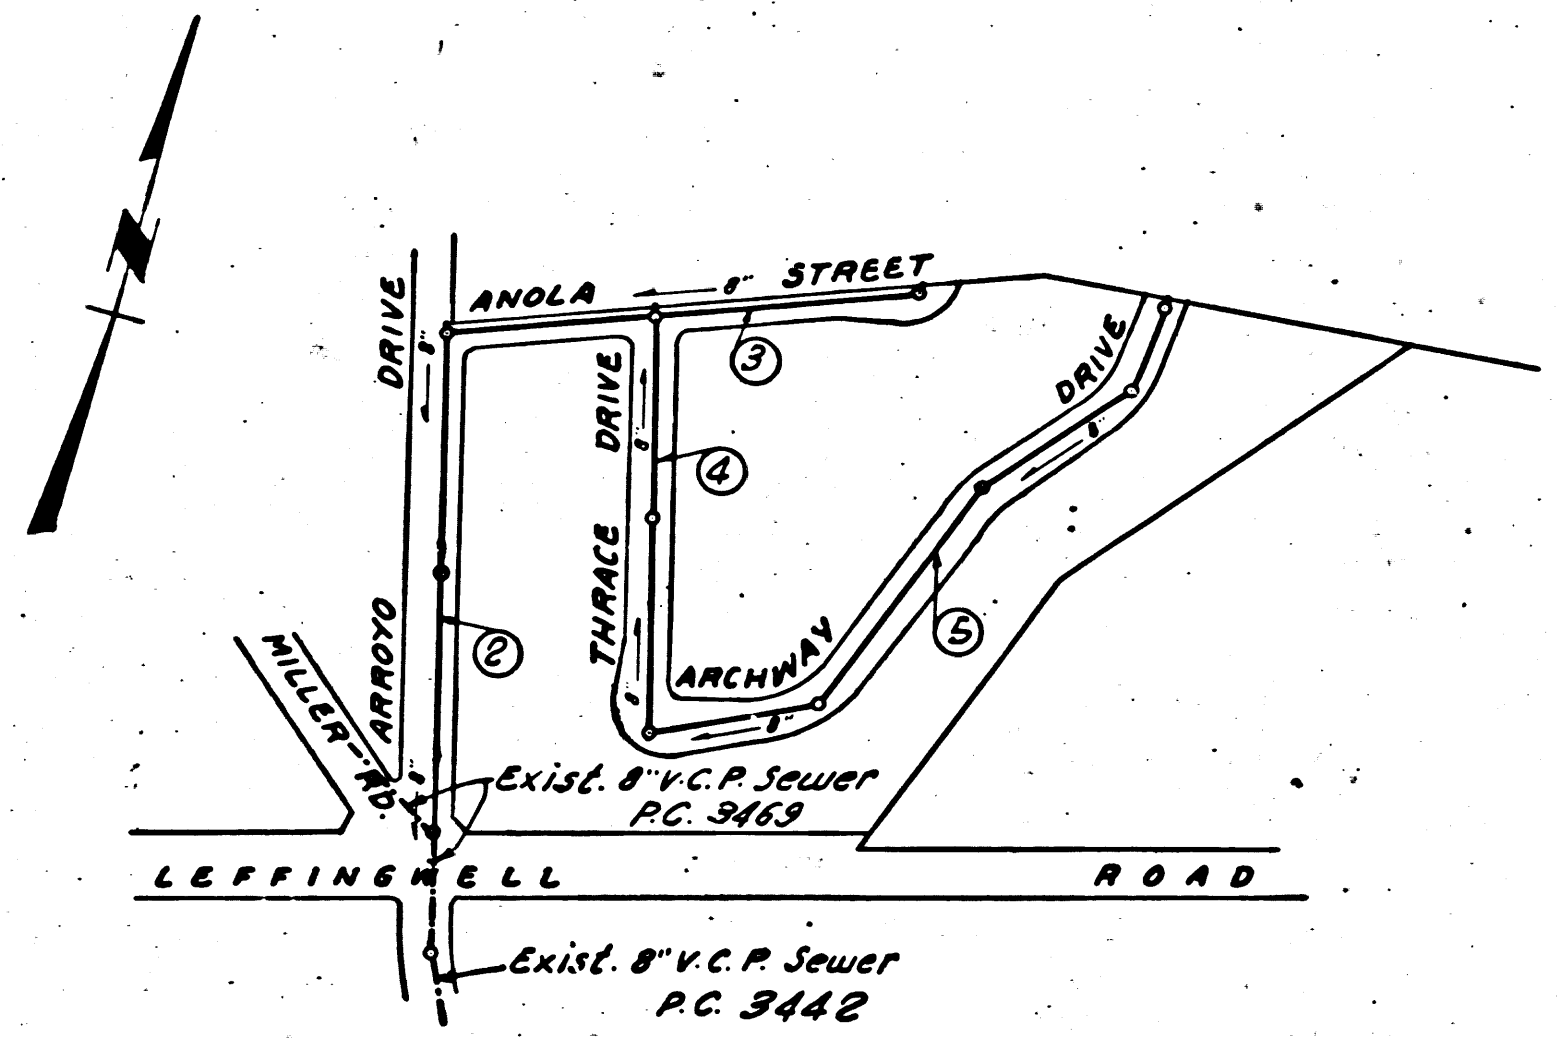 N
ANOLA 8" STREET
DRIVE
8"
3
DRIVE
8"
DRIVE
8"
4
THRACE
8"
5
ARROYO
2
MILLER RD.
ARCHWAY
8"
8"
Exist. 8" V.C.P. Sewer
P.C. 3469
LEFFINGWELL ROAD
Exist. 8" V.C.P. Sewer
P.C. 3442